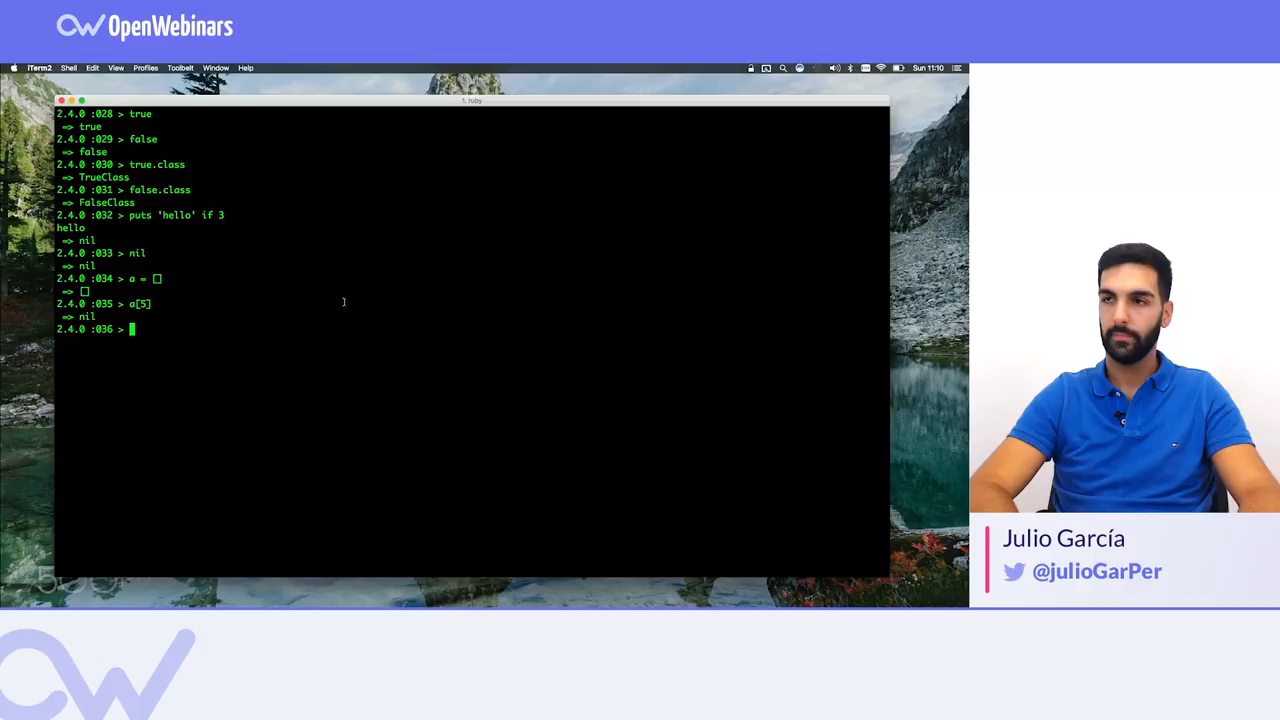 OpenWebinars
iTerm2 Shell Edit View Profiles Toolbelt Window Help
Sun 11:10
1. ruby
2.4.0 :028 > true
=> true
2.4.0 :029 > false
=> false
2.4.0 :030 > true.class
=> TrueClass
2.4.0 :031 > false.class
=> FalseClass
2.4.0 :032 > puts 'hello' if 3
hello
=> nil
2.4.0 :033 > nil
=> nil
2.4.0 :034 > a = []
=> []
2.4.0 :035 > a[5]
=> nil
2.4.0 :036 >
Julio García
@julioGarPer